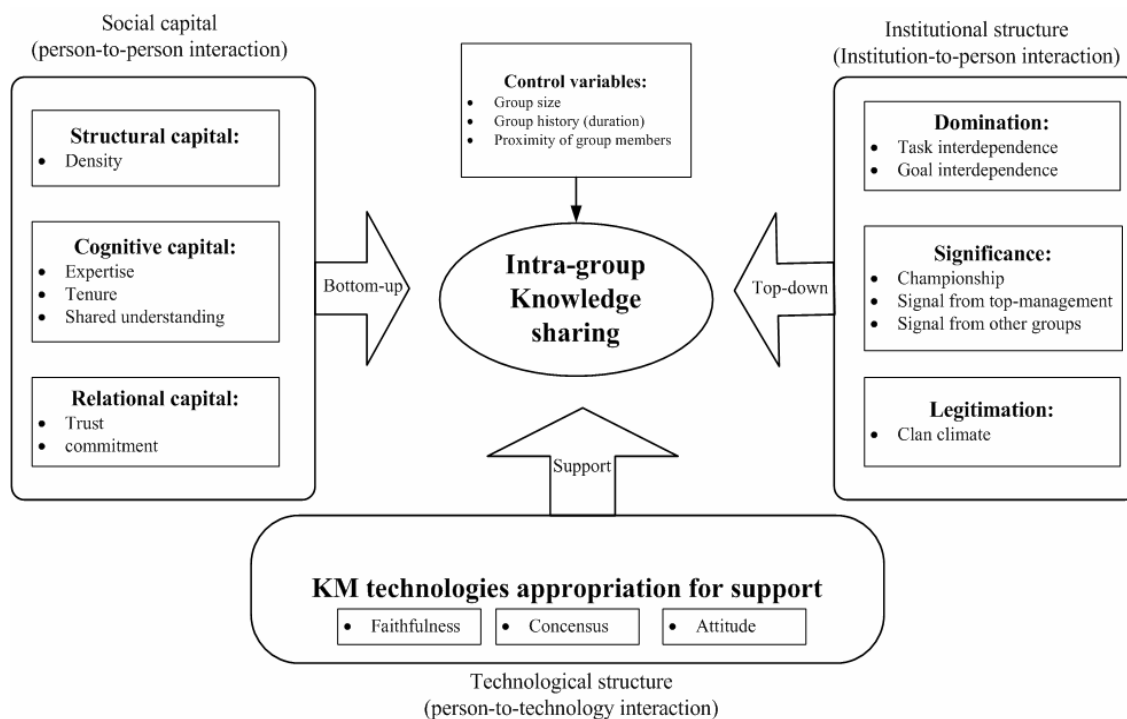 Social capital
(person-to-person interaction)
Structural capital:
• Density
Cognitive capital:
• Expertise
• Tenure
• Shared understanding
Relational capital:
• Trust
• commitment
Bottom-up
Control variables:
• Group size
• Group history (duration)
• Proximity of group members
Intra-group
Knowledge
sharing
Top-down
Institutional structure
(Institution-to-person interaction)
Domination:
• Task interdependence
• Goal interdependence
Significance:
• Championship
• Signal from top-management
• Signal from other groups
Legitimation:
• Clan climate
Support
KM technologies appropriation for support
• Faithfulness
• Concensus
• Attitude
Technological structure
(person-to-technology interaction)